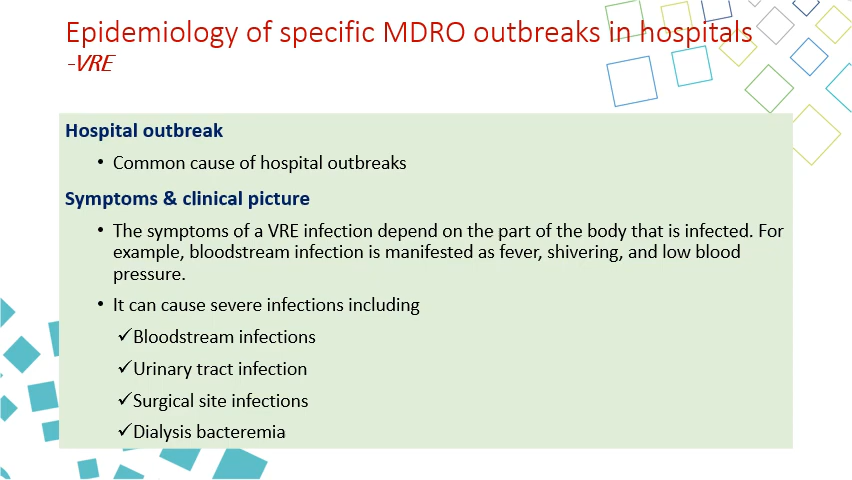 Epidemiology of specific MDRO outbreaks in hospitals
-VRE
Hospital outbreak
• Common cause of hospital outbreaks
Symptoms & clinical picture
• The symptoms of a VRE infection depend on the part of the body that is infected. For
example, bloodstream infection is manifested as fever, shivering, and low blood
pressure.
• It can cause severe infections including
✓Bloodstream infections
✓Urinary tract infection
✓Surgical site infections
✓Dialysis bacteremia